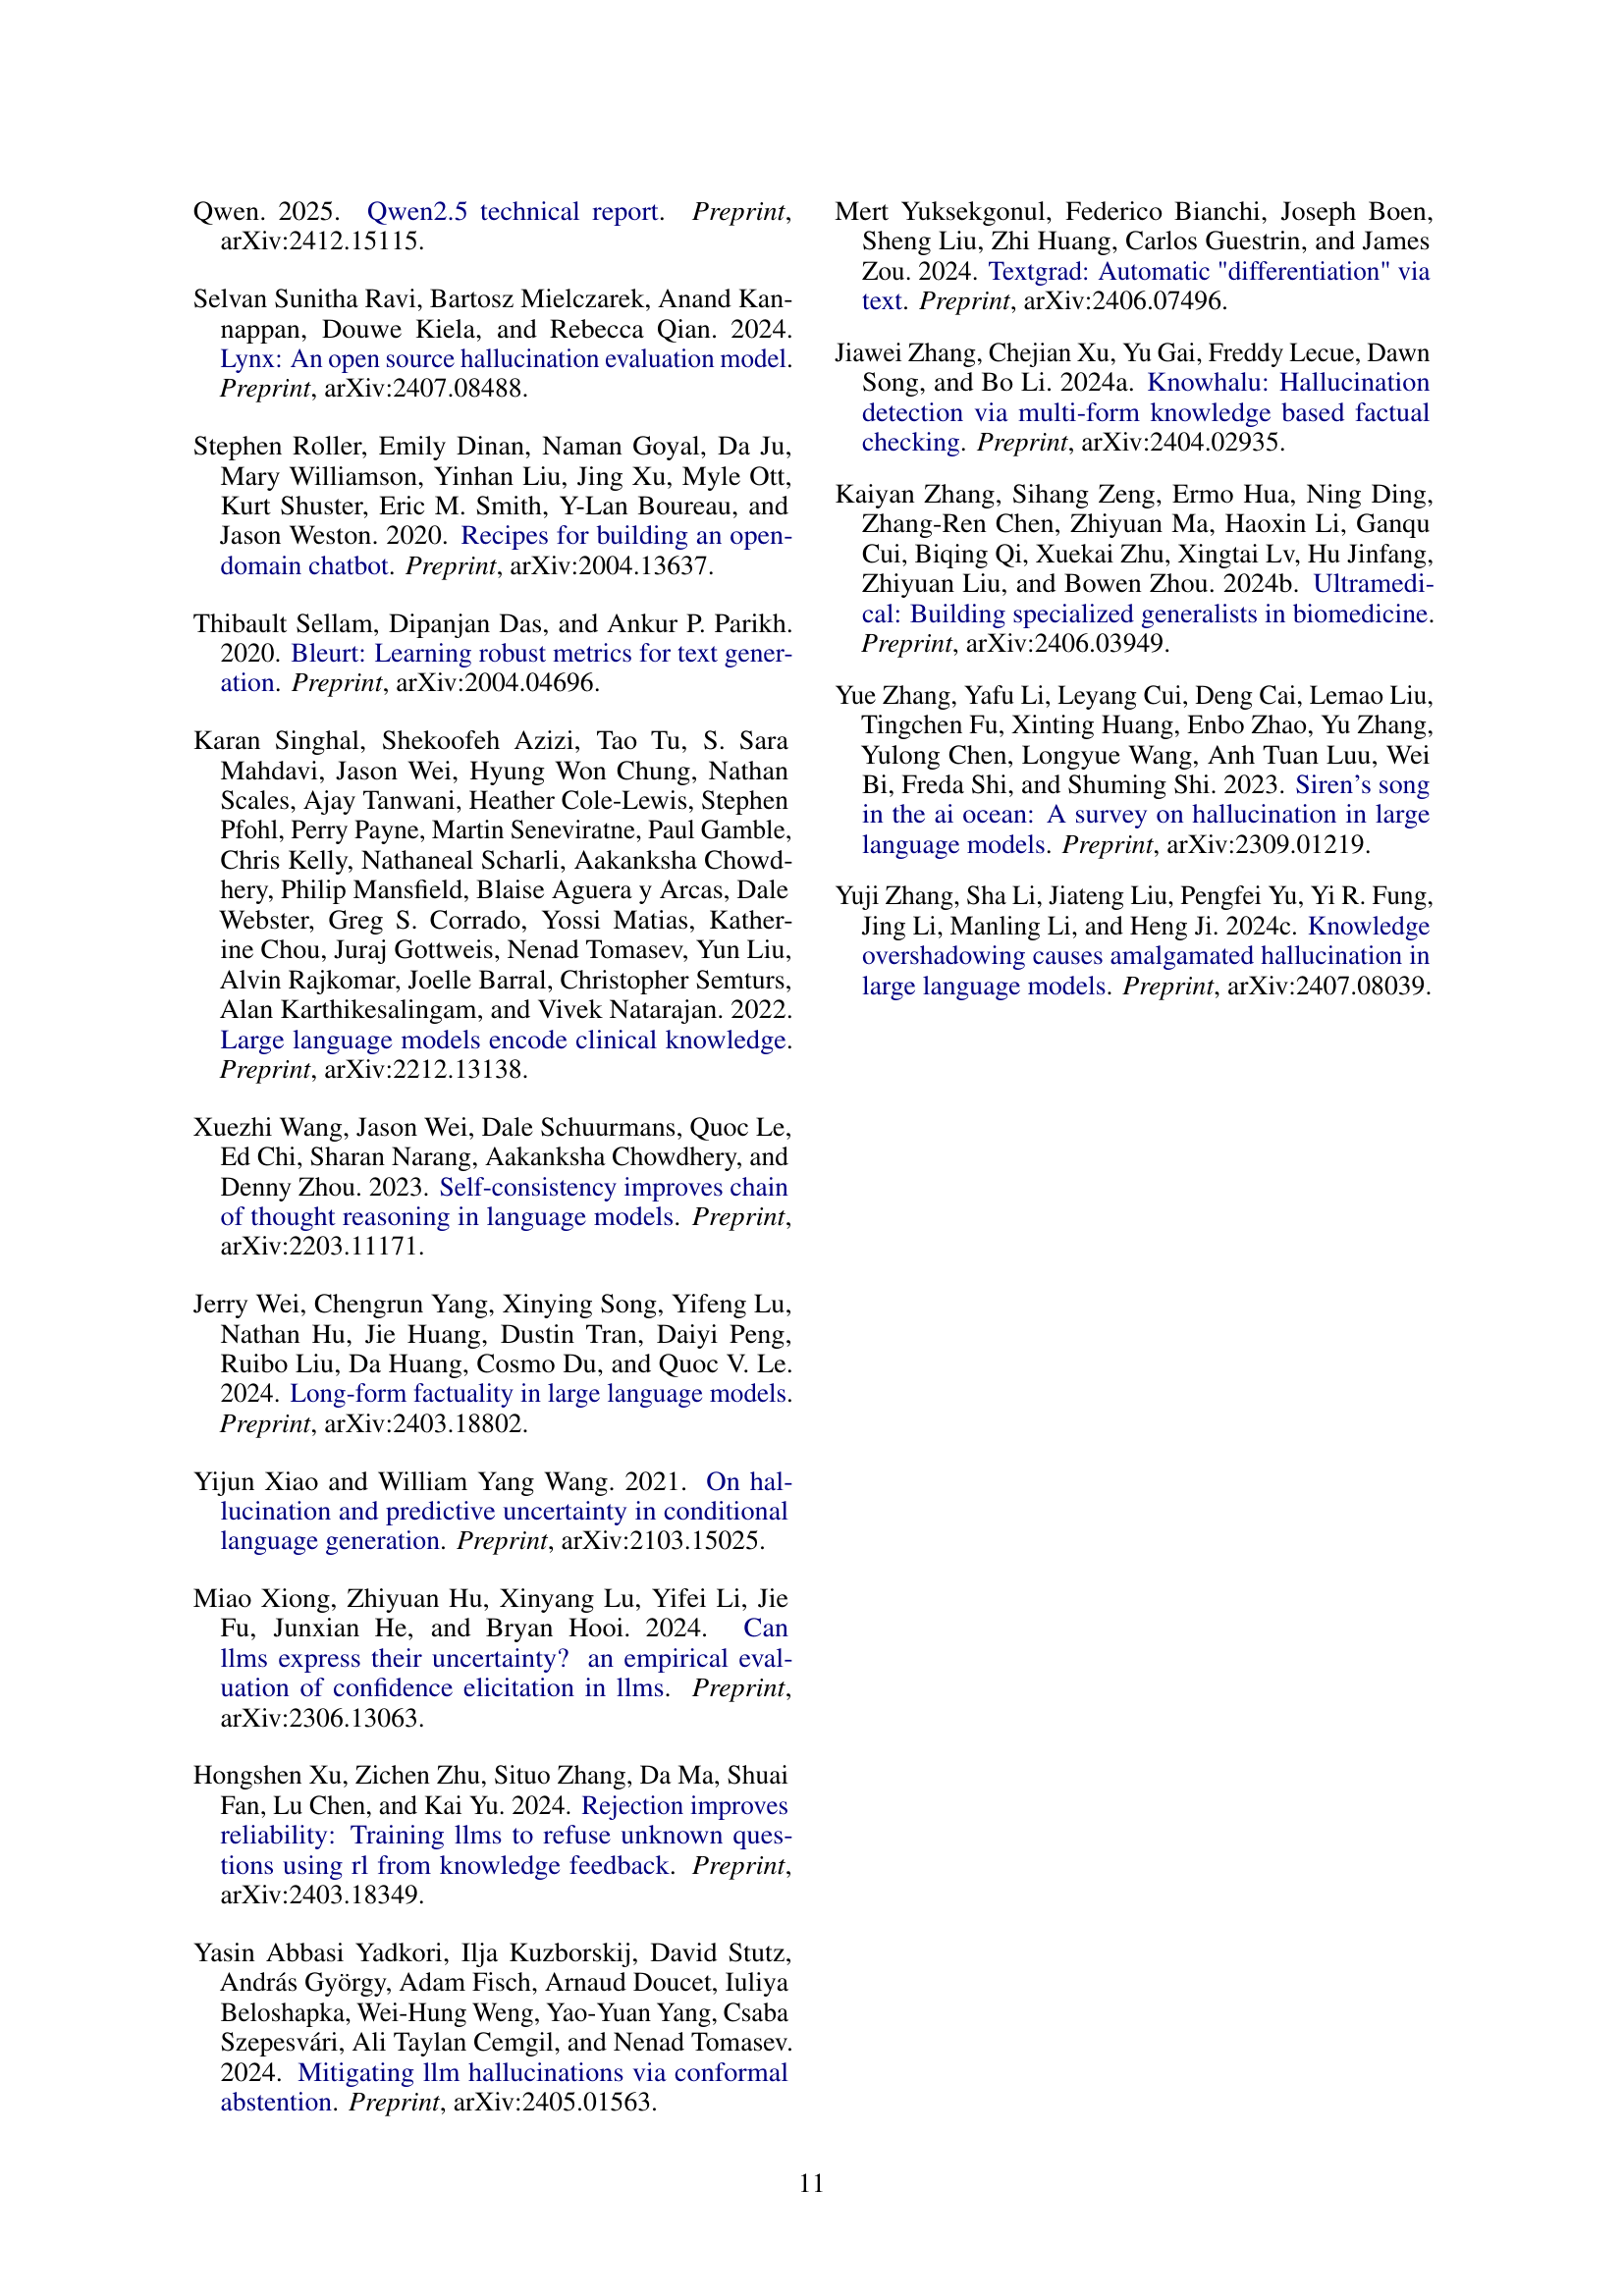 Qwen. 2025. Qwen2.5 technical report. Preprint,
arXiv:2412.15115.
Selvan Sunitha Ravi, Bartosz Mielczarek, Anand Kan-
nappan, Douwe Kiela, and Rebecca Qian. 2024.
Lynx: An open source hallucination evaluation model.
Preprint, arXiv:2407.08488.
Stephen Roller, Emily Dinan, Naman Goyal, Da Ju,
Mary Williamson, Yinhan Liu, Jing Xu, Myle Ott,
Kurt Shuster, Eric M. Smith, Y-Lan Boureau, and
Jason Weston. 2020. Recipes for building an open-
domain chatbot. Preprint, arXiv:2004.13637.
Thibault Sellam, Dipanjan Das, and Ankur P. Parikh.
2020. Bleurt: Learning robust metrics for text gener-
ation. Preprint, arXiv:2004.04696.
Karan Singhal, Shekoofeh Azizi, Tao Tu, S. Sara
Mahdavi, Jason Wei, Hyung Won Chung, Nathan
Scales, Ajay Tanwani, Heather Cole-Lewis, Stephen
Pfohl, Perry Payne, Martin Seneviratne, Paul Gamble,
Chris Kelly, Nathaneal Scharli, Aakanksha Chowd-
hery, Philip Mansfield, Blaise Aguera y Arcas, Dale
Webster, Greg S. Corrado, Yossi Matias, Kather-
ine Chou, Juraj Gottweis, Nenad Tomasev, Yun Liu,
Alvin Rajkomar, Joelle Barral, Christopher Semturs,
Alan Karthikesalingam, and Vivek Natarajan. 2022.
Large language models encode clinical knowledge.
Preprint, arXiv:2212.13138.
Xuezhi Wang, Jason Wei, Dale Schuurmans, Quoc Le,
Ed Chi, Sharan Narang, Aakanksha Chowdhery, and
Denny Zhou. 2023. Self-consistency improves chain
of thought reasoning in language models. Preprint,
arXiv:2203.11171.
Jerry Wei, Chengrun Yang, Xinying Song, Yifeng Lu,
Nathan Hu, Jie Huang, Dustin Tran, Daiyi Peng,
Ruibo Liu, Da Huang, Cosmo Du, and Quoc V. Le.
2024. Long-form factuality in large language models.
Preprint, arXiv:2403.18802.
Yijun Xiao and William Yang Wang. 2021. On hal-
lucination and predictive uncertainty in conditional
language generation. Preprint, arXiv:2103.15025.
Miao Xiong, Zhiyuan Hu, Xinyang Lu, Yifei Li, Jie
Fu, Junxian He, and Bryan Hooi. 2024. Can
llms express their uncertainty? an empirical eval-
uation of confidence elicitation in llms. Preprint,
arXiv:2306.13063.
Hongshen Xu, Zichen Zhu, Situo Zhang, Da Ma, Shuai
Fan, Lu Chen, and Kai Yu. 2024. Rejection improves
reliability: Training llms to refuse unknown ques-
tions using rl from knowledge feedback. Preprint,
arXiv:2403.18349.
Yasin Abbasi Yadkori, Ilja Kuzborskij, David Stutz,
András György, Adam Fisch, Arnaud Doucet, Iuliya
Beloshapka, Wei-Hung Weng, Yao-Yuan Yang, Csaba
Szepesvári, Ali Taylan Cemgil, and Nenad Tomasev.
2024. Mitigating llm hallucinations via conformal
abstention. Preprint, arXiv:2405.01563.
Mert Yuksekgonul, Federico Bianchi, Joseph Boen,
Sheng Liu, Zhi Huang, Carlos Guestrin, and James
Zou. 2024. Textgrad: Automatic "differentiation" via
text. Preprint, arXiv:2406.07496.
Jiawei Zhang, Chejian Xu, Yu Gai, Freddy Lecue, Dawn
Song, and Bo Li. 2024a. Knowhalu: Hallucination
detection via multi-form knowledge based factual
checking. Preprint, arXiv:2404.02935.
Kaiyan Zhang, Sihang Zeng, Ermo Hua, Ning Ding,
Zhang-Ren Chen, Zhiyuan Ma, Haoxin Li, Ganqu
Cui, Biqing Qi, Xuekai Zhu, Xingtai Lv, Hu Jinfang,
Zhiyuan Liu, and Bowen Zhou. 2024b. Ultramedi-
cal: Building specialized generalists in biomedicine.
Preprint, arXiv:2406.03949.
Yue Zhang, Yafu Li, Leyang Cui, Deng Cai, Lemao Liu,
Tingchen Fu, Xinting Huang, Enbo Zhao, Yu Zhang,
Yulong Chen, Longyue Wang, Anh Tuan Luu, Wei
Bi, Freda Shi, and Shuming Shi. 2023. Siren's song
in the ai ocean: A survey on hallucination in large
language models. Preprint, arXiv:2309.01219.
Yuji Zhang, Sha Li, Jiateng Liu, Pengfei Yu, Yi R. Fung,
Jing Li, Manling Li, and Heng Ji. 2024c. Knowledge
overshadowing causes amalgamated hallucination in
large language models. Preprint, arXiv:2407.08039.
11